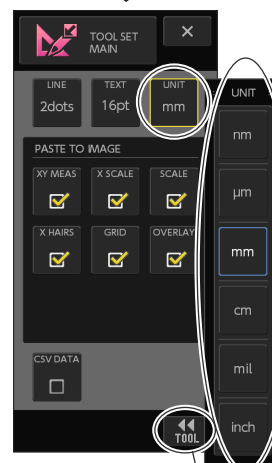 TOOL SET
MAIN
LINE TEXT UNIT
2dots 16pt mm
PASTE TO IMAGE
XY MEAS X SCALE SCALE
X HAIRS GRID OVERLAY
CSV DATA
TOOL
UNIT
nm
µm
mm
cm
mil
inch